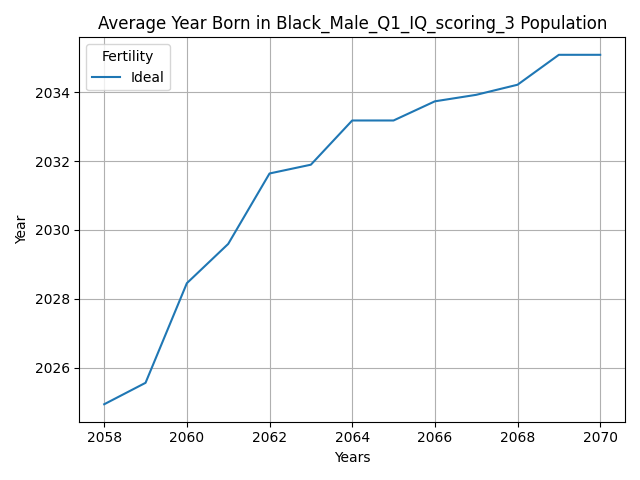 Average Year Born in Black_Male_Q1_IQ_scoring_3 Population
Fertility
Ideal
2034
2032
2030
2028
2026
Year
2058 2060 2062 2064 2066 2068 2070
Years